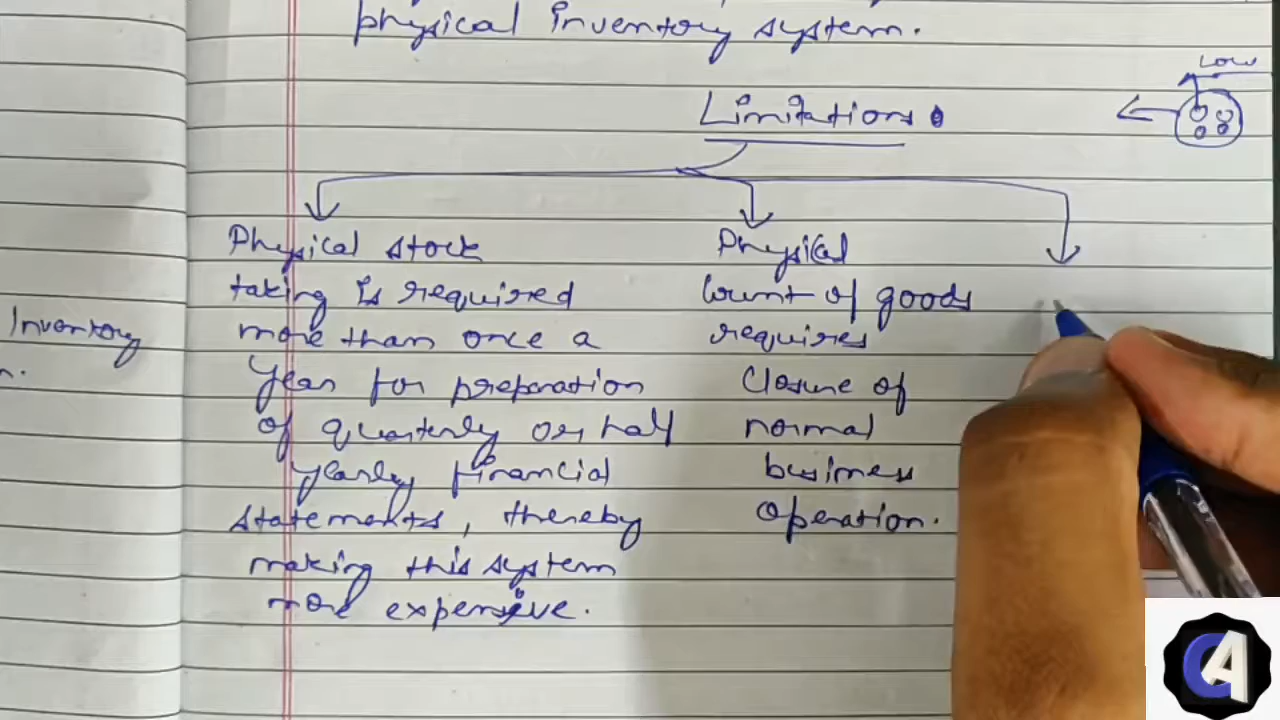 physical inventory system.
Low
Limitations
Physical stock
taking is required
more than once a
year for preparation
of quarterly or half
yearly financial
statements, thereby
making this system
more expensive.
Physical
count of goods
requires
closure of
normal
business
operation.
Inventory
n.
CA